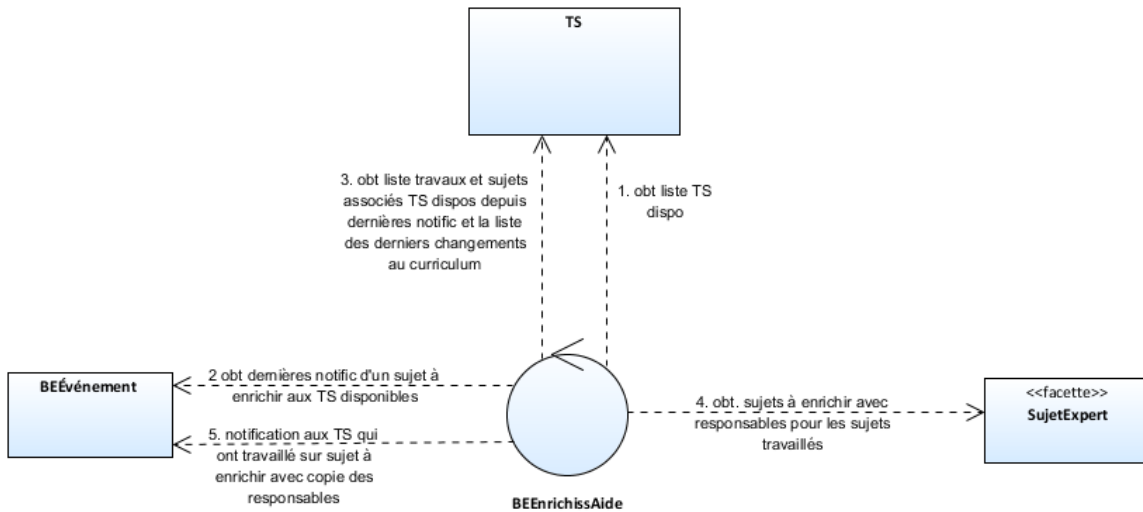 TS
3. obt liste travaux et sujets
associés TS dispos depuis
dernières notific et la liste
des derniers changements
au curriculum
1. obt liste TS
dispo
BEÉvénement
2 obt dernières notific d'un sujet à
enrichir aux TS disponibles
5. notification aux TS qui
ont travaillé sur sujet à
enrichir avec copie des
responsables
BEEnrichissAide
4. obt. sujets à enrichir avec
responsables pour les sujets
travaillés
<<facette>>
SujetExpert